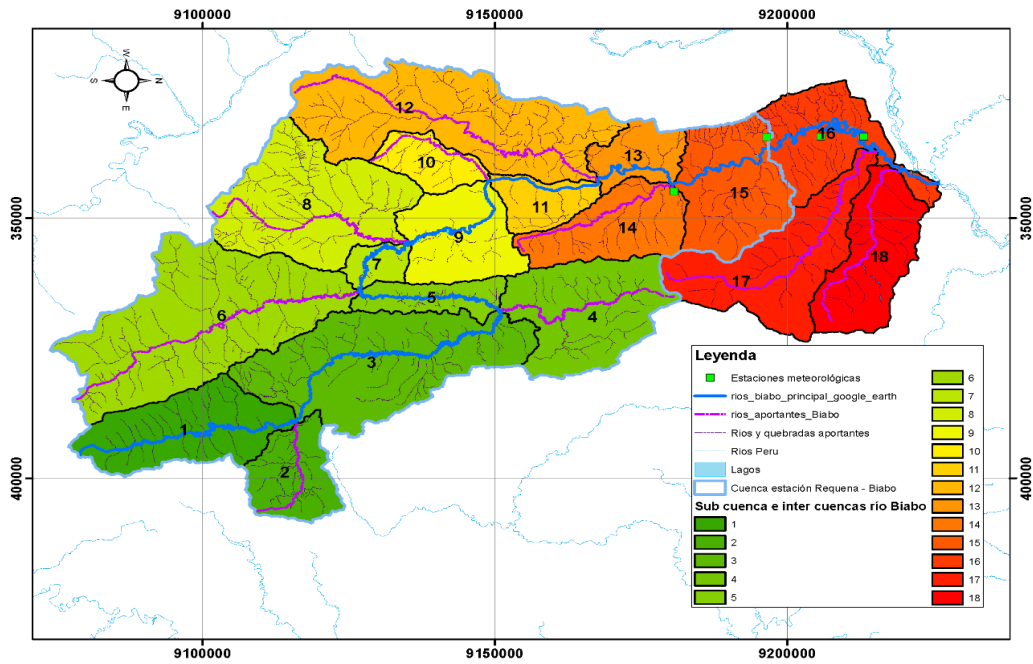 9100000 9150000 9200000
W
S N
E
12
16
13
10
15
8
11
14
9
7
17
18
5
6
4
3
1
2
350000 350000
400000 400000
Leyenda
Estaciones meteorológicas
rios_biabo_principal_google_earth
rios_aportantes_Biabo
Rios y quebradas aportantes
Rios Peru
Lagos
Cuenca estación Requena - Biabo
Sub cuenca e inter cuencas rio Biabo
1
2
3
4
5
6
7
8
9
10
11
12
13
14
15
16
17
18
9100000 9150000 9200000